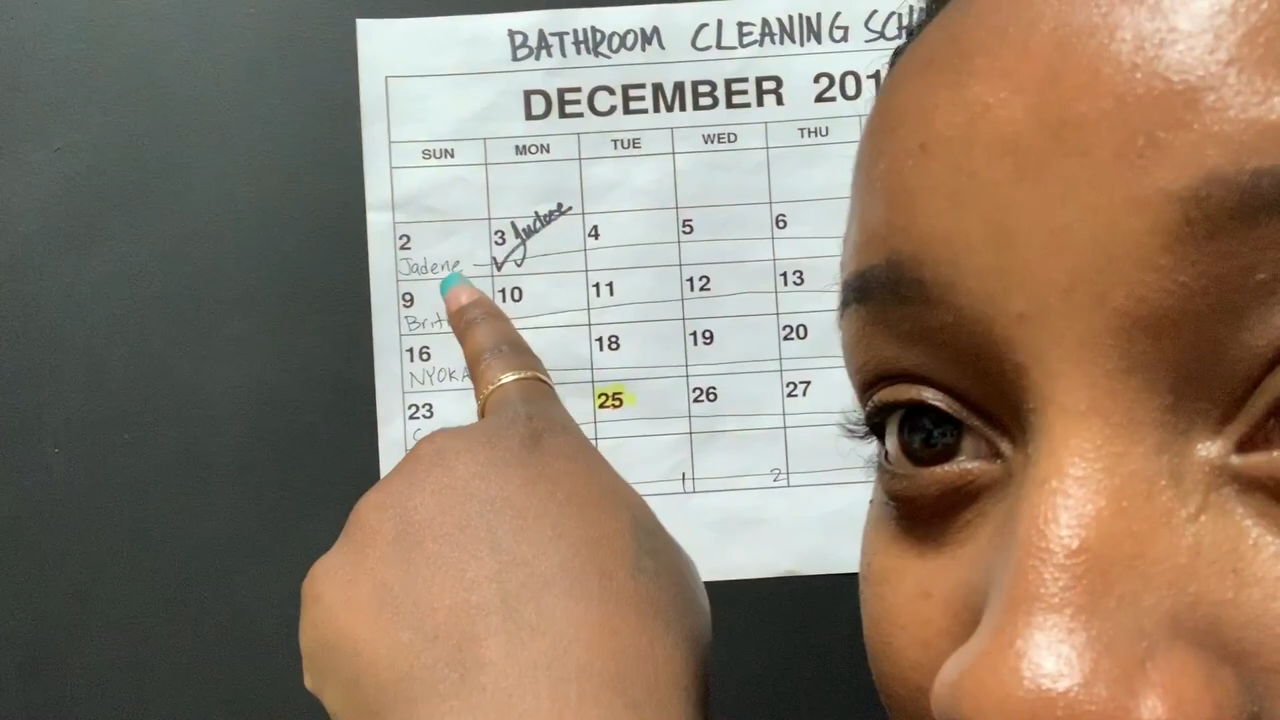 BATHROOM CLEANING SCH
DECEMBER 201
SUN MON TUE WED THU
2 3 4 5 6
Jadene
9 10 11 12 13
Brit
16 18 19 20
NYOKA
23 25 26 27
1 2